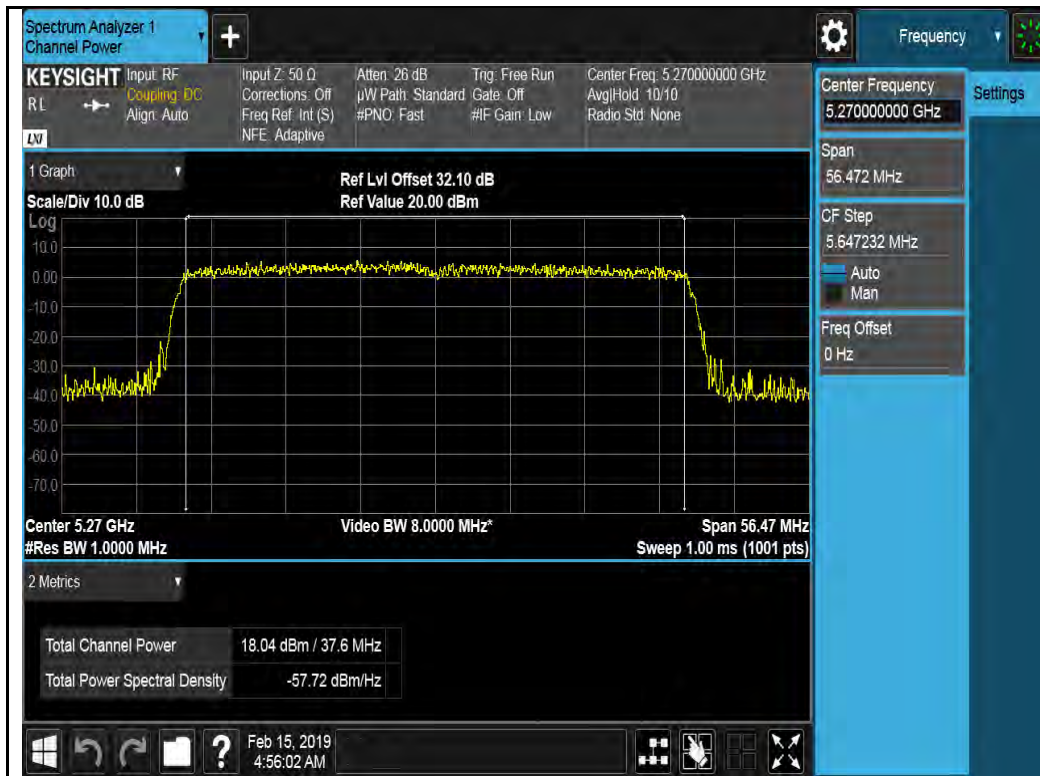 Spectrum Analyzer 1
Channel Power
+
Frequency
KEYSIGHT Input: RF Input Z: 50 Ω Atten: 26 dB Trig: Free Run Center Freq: 5.270000000 GHz
RL Coupling: DC Corrections: Off µW Path: Standard Gate: Off Avg|Hold: 10/10
Align: Auto Freq Ref: Int (S) #PNO: Fast #IF Gain: Low Radio Std: None
LXI NFE: Adaptive
1 Graph
Ref Lvl Offset 32.10 dB
Scale/Div 10.0 dB Ref Value 20.00 dBm
Log
10.0
0.00
-10.0
-20.0
-30.0
-40.0
-50.0
-60.0
-70.0
Center 5.27 GHz Video BW 8.0000 MHz* Span 56.47 MHz
#Res BW 1.0000 MHz Sweep 1.00 ms (1001 pts)
2 Metrics
Total Channel Power 18.04 dBm / 37.6 MHz
Total Power Spectral Density -57.72 dBm/Hz
Center Frequency
5.270000000 GHz
Settings
Span
56.472 MHz
CF Step
5.647232 MHz
Auto
Man
Freq Offset
0 Hz
? Feb 15, 2019
4:56:02 AM